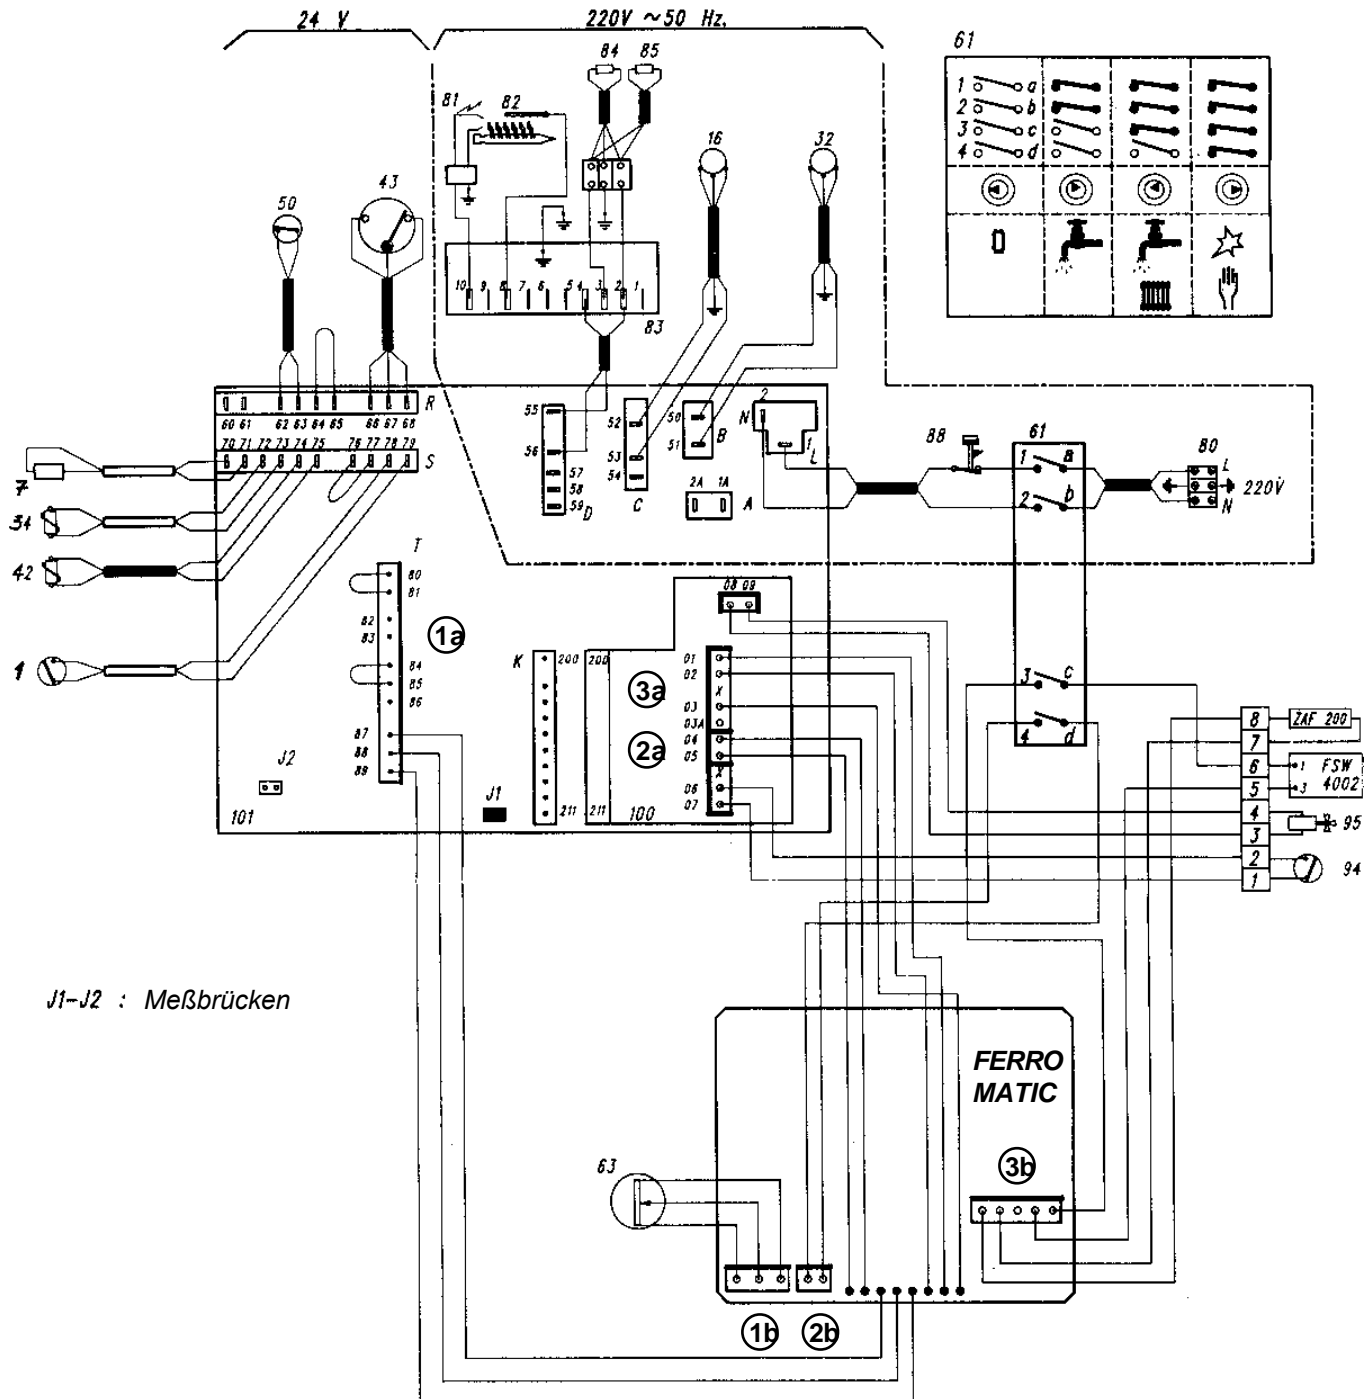 24 V
220V ~50 Hz.
61
84 85
81 82
1 a
2 b
3 c
4 d
16 32
50 43
10 9 8 7 6 5 4 3 2 1
83
R
60 61 62 63 64 65 66 67 68
70 71 72 73 74 75 76 77 78 79
S
55
56
57
58
59 D
52
53
54
C
50
51 B
2A 1A A
2
N
1
L
88
61
1 a
2 b
80
L
220V
N
7
34
42
1
T
80
81
82
83
84
85
86
87
88
89
1a
J2
J1
101
K 200 200
211 211 100
08 09
01
02
X
03
03A
04
05
X
06
07
3a
2a
3 c
4 d
8 ZAF 200
7
6 1 FSW
5 3 4002
4
3
95
2
1
94
J1-J2 : Meßbrücken
FERRO
MATIC
3b
63
1b 2b